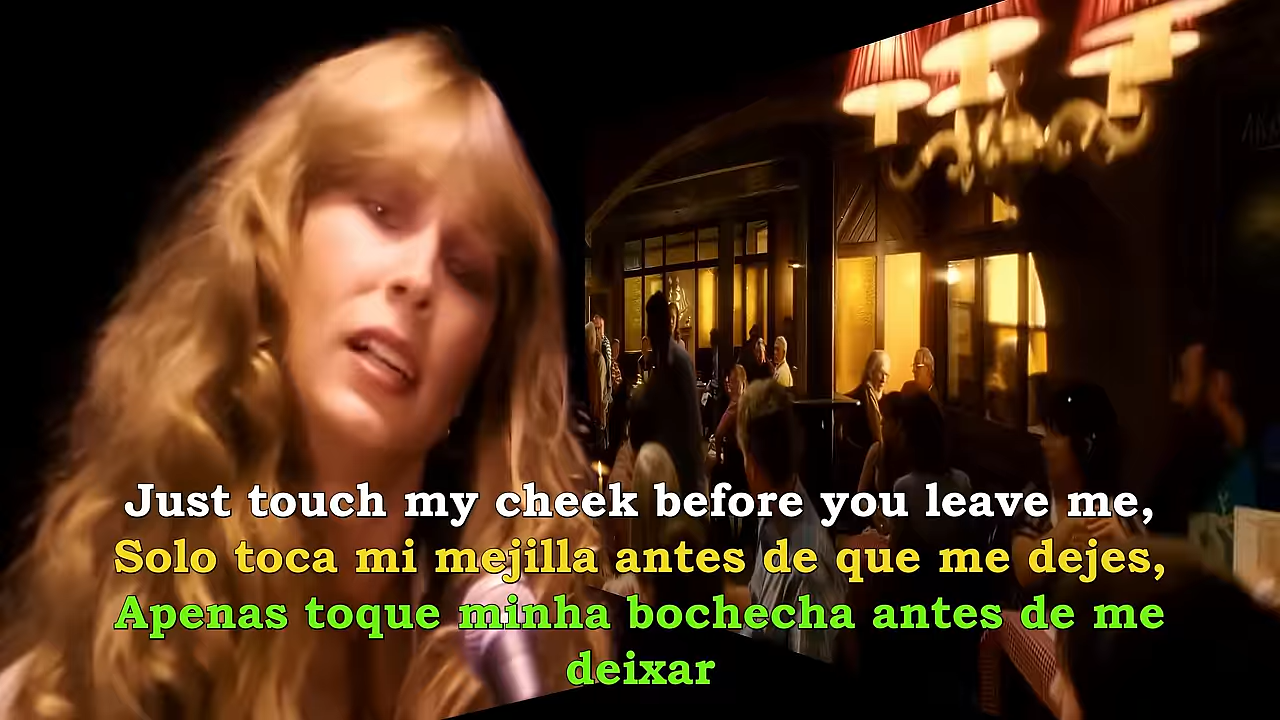 Just touch my cheek before you leave me,
Solo toca mi mejilla antes de que me dejes,
Apenas toque minha bochecha antes de me
deixar